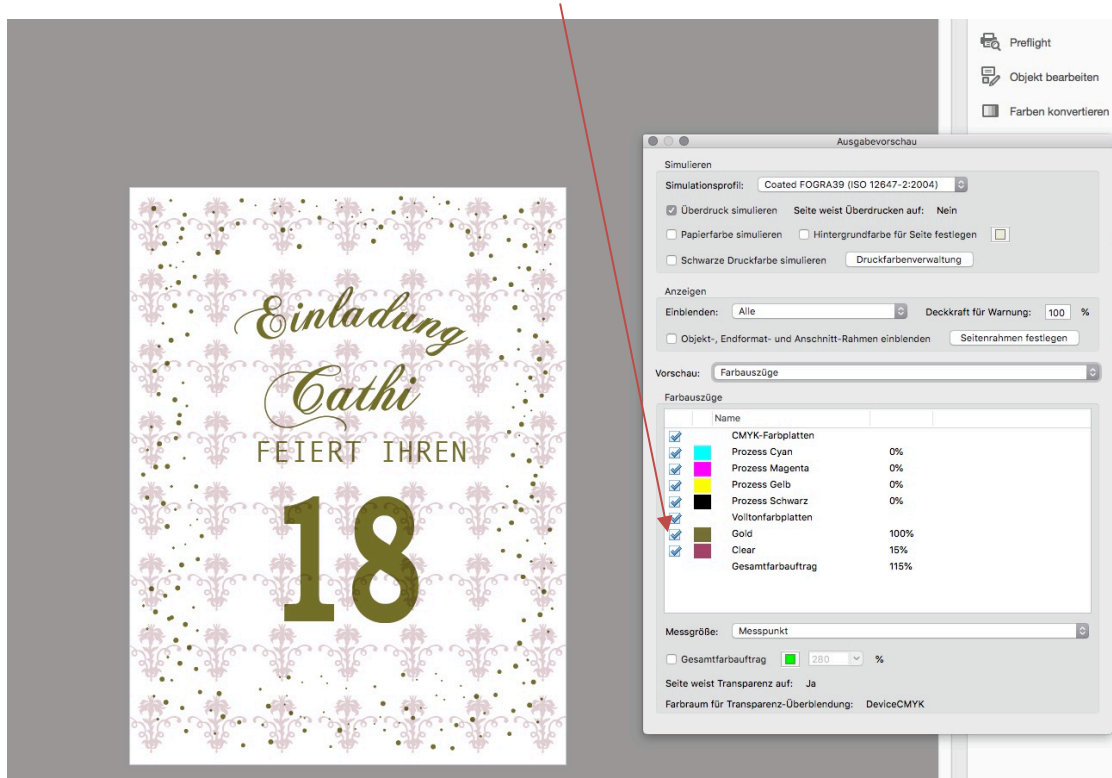 Preflight
Objekt bearbeiten
Farben konvertieren
Einladung
Cathi
FEIERT IHREN
18
Ausgabevorschau
Simulieren
Simulationsprofil: Coated FOGRA39 (ISO 12647-2:2004)
Überdruck simulieren Seite weist Überdrucken auf: Nein
Papierfarbe simulieren Hintergrundfarbe für Seite festlegen
Schwarze Druckfarbe simulieren Druckfarbenverwaltung
Anzeigen
Einblenden: Alle Deckkraft für Warnung: 100 %
Objekt-, Endformat- und Anschnitt-Rahmen einblenden Seitenrahmen festlegen
Vorschau: Farbauszüge
Farbauszüge
Name
CMYK-Farbplatten
Prozess Cyan 0%
Prozess Magenta 0%
Prozess Gelb 0%
Prozess Schwarz 0%
Volltonfarbplatten
Gold 100%
Clear 15%
Gesamtfarbauftrag 115%
Messgröße: Messpunkt
Gesamtfarbauftrag 280 %
Seite weist Transparenz auf: Ja
Farbraum für Transparenz-Überblendung: DeviceCMYK